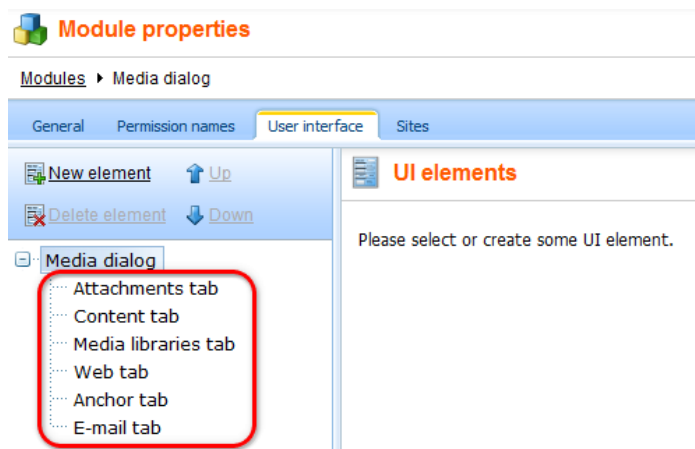 Module properties
Modules ▸ Media dialog
General Permission names User interface Sites
New element Up
Delete element Down
UI elements
Please select or create some UI element.
Media dialog
Attachments tab
Content tab
Media libraries tab
Web tab
Anchor tab
E-mail tab